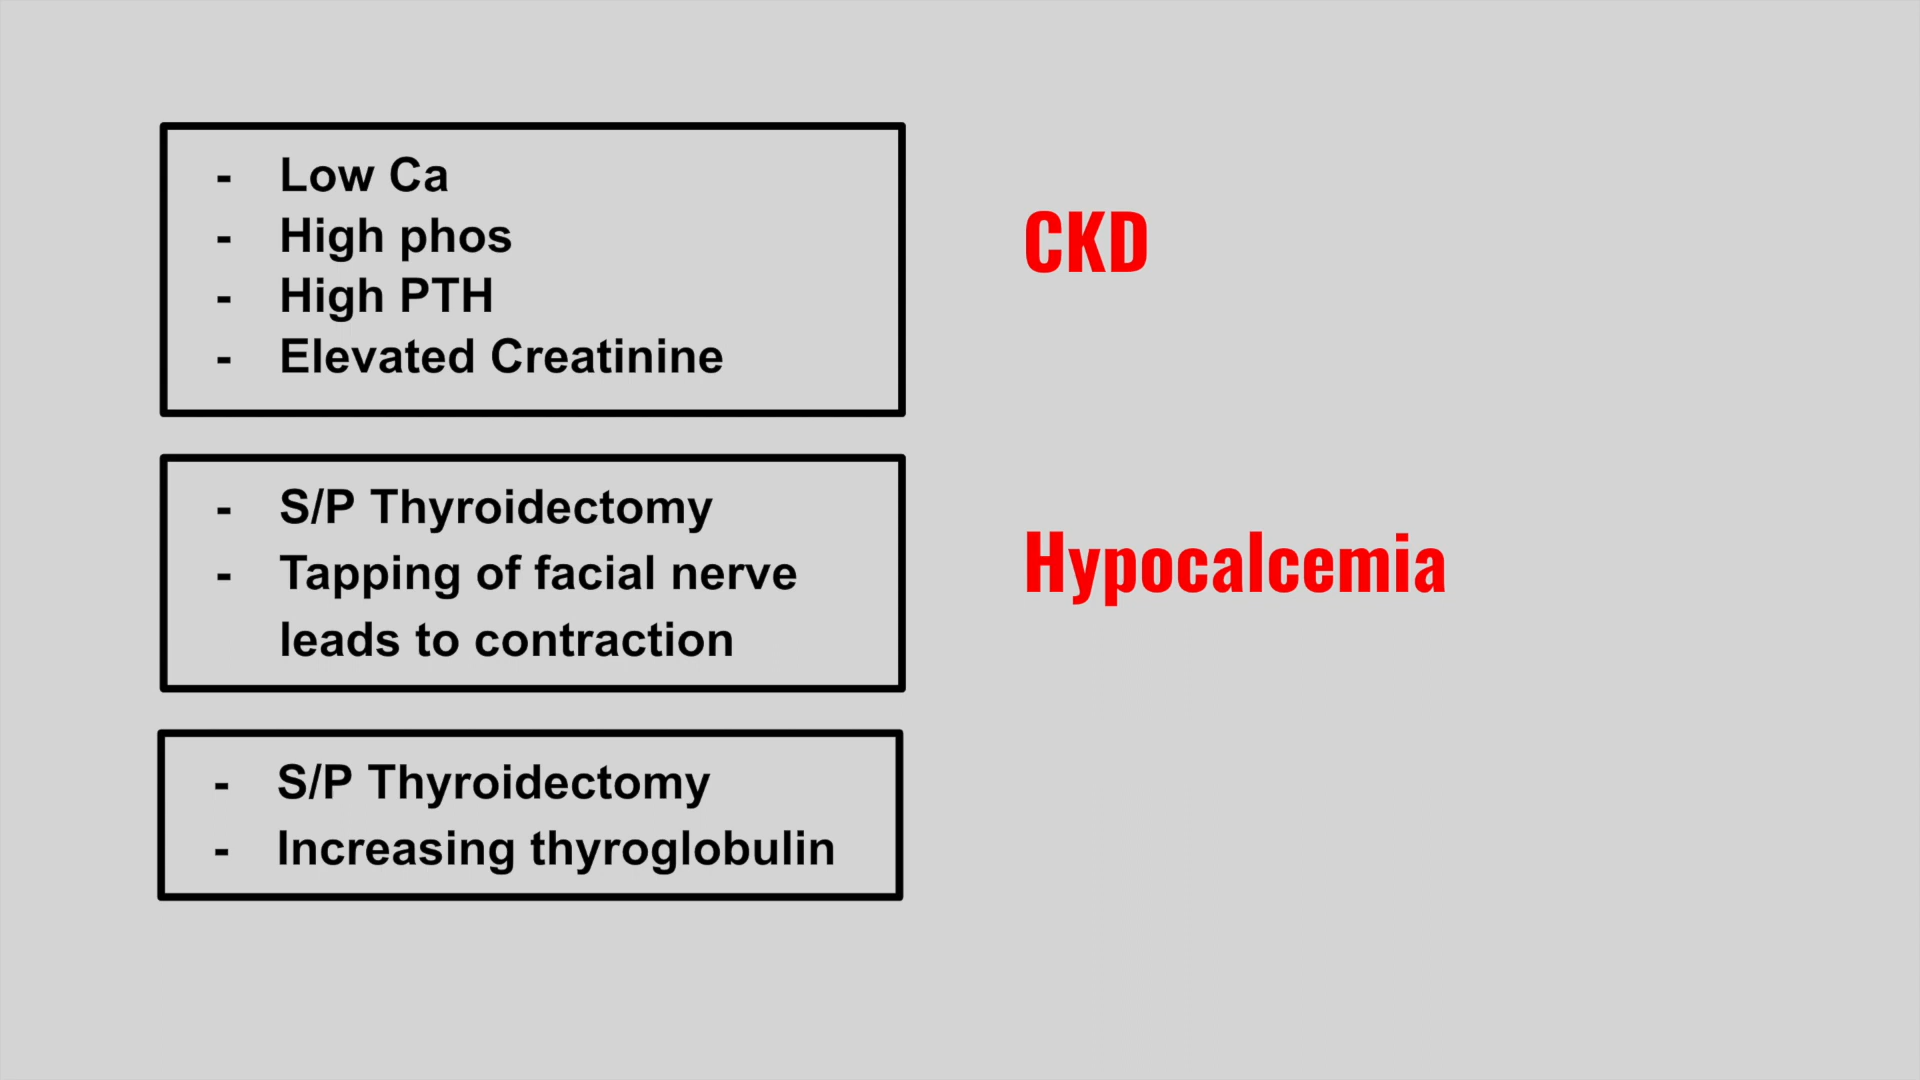 - Low Ca
- High phos
- High PTH
- Elevated Creatinine
CKD
- S/P Thyroidectomy
- Tapping of facial nerve
leads to contraction
Hypocalcemia
- S/P Thyroidectomy
- Increasing thyroglobulin